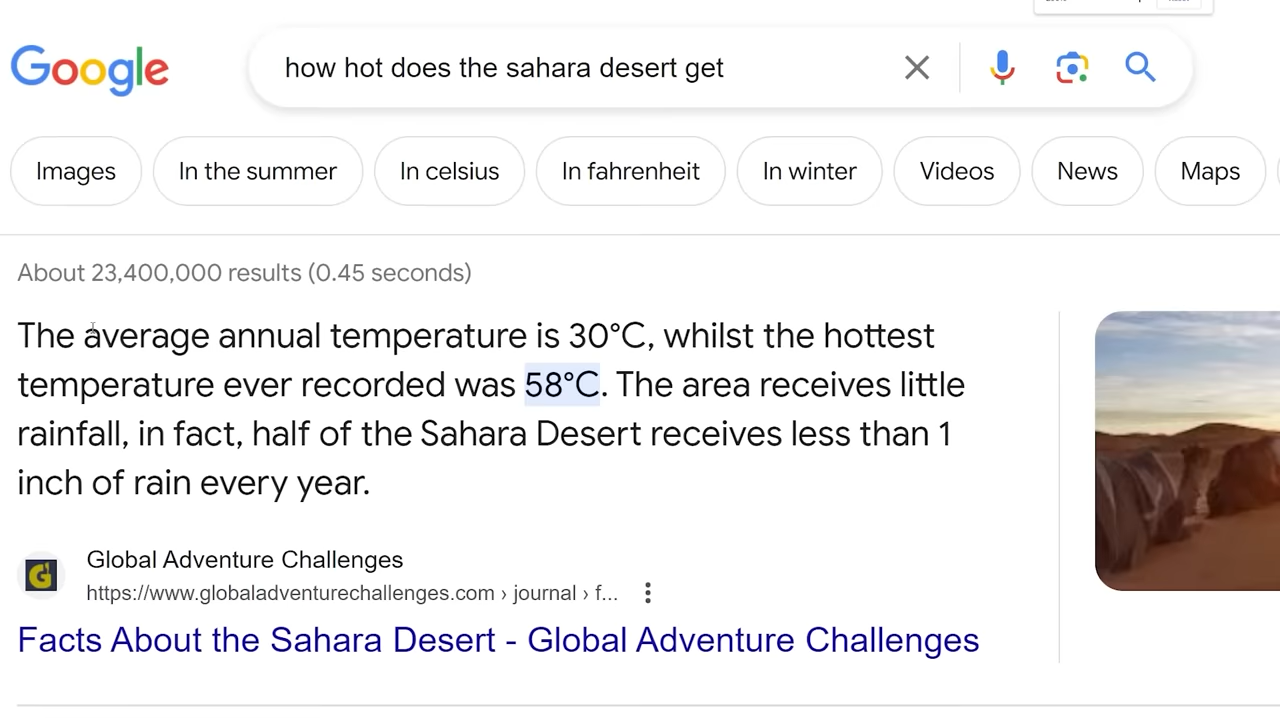 Google
how hot does the sahara desert get
Images
In the summer
In celsius
In fahrenheit
In winter
Videos
News
Maps
About 23,400,000 results (0.45 seconds)
The average annual temperature is 30°C, whilst the hottest
temperature ever recorded was 58°C. The area receives little
rainfall, in fact, half of the Sahara Desert receives less than 1
inch of rain every year.
Global Adventure Challenges
https://www.globaladventurechallenges.com › journal › f...
Facts About the Sahara Desert - Global Adventure Challenges